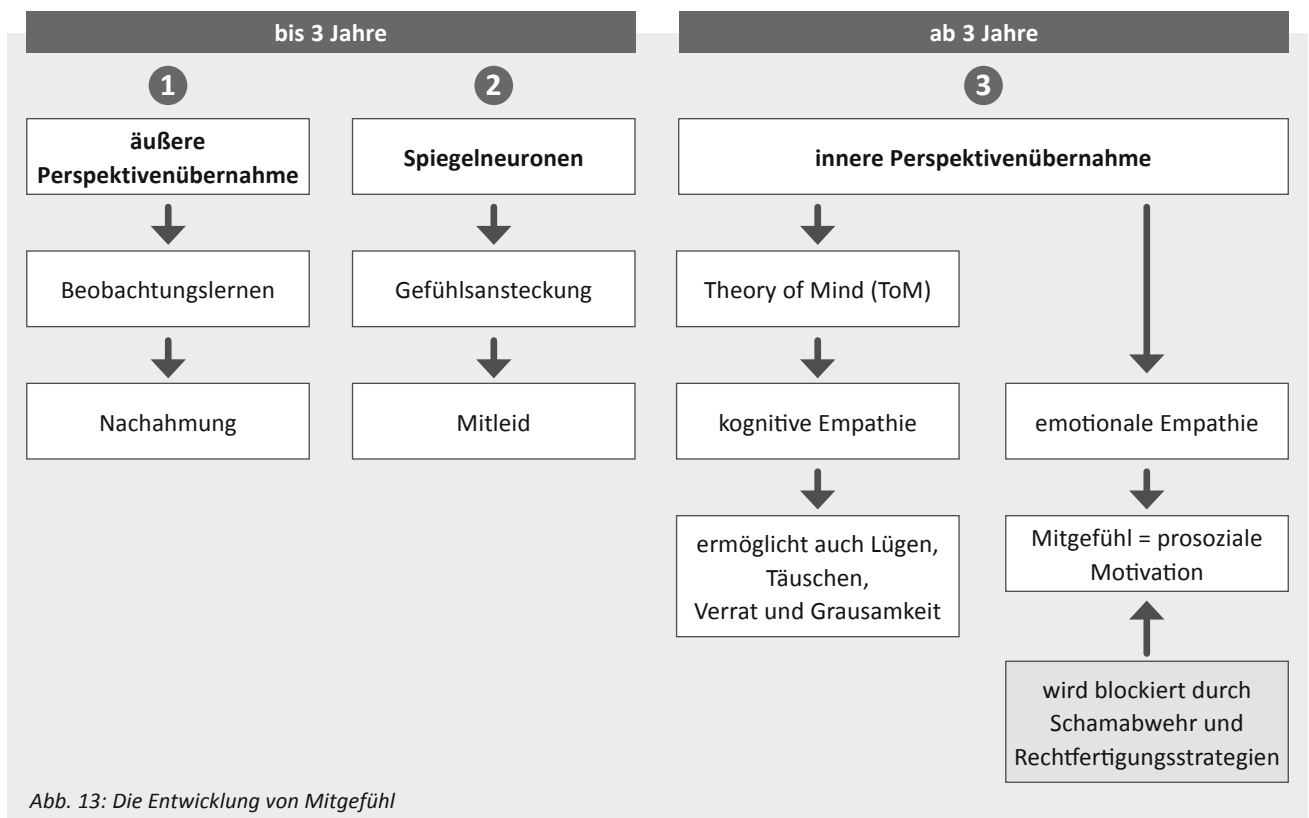 bis 3 Jahre
ab 3 Jahre
1
2
3
äußere
Perspektivenübernahme
Spiegelneuronen
innere Perspektivenübernahme
Beobachtungslernen
Gefühlsansteckung
Theory of Mind (ToM)
Nachahmung
Mitleid
kognitive Empathie
emotionale Empathie
ermöglicht auch Lügen,
Täuschen,
Verrat und Grausamkeit
Mitgefühl = prosoziale
Motivation
wird blockiert durch
Schamabwehr und
Rechtfertigungsstrategien
Abb. 13: Die Entwicklung von Mitgefühl